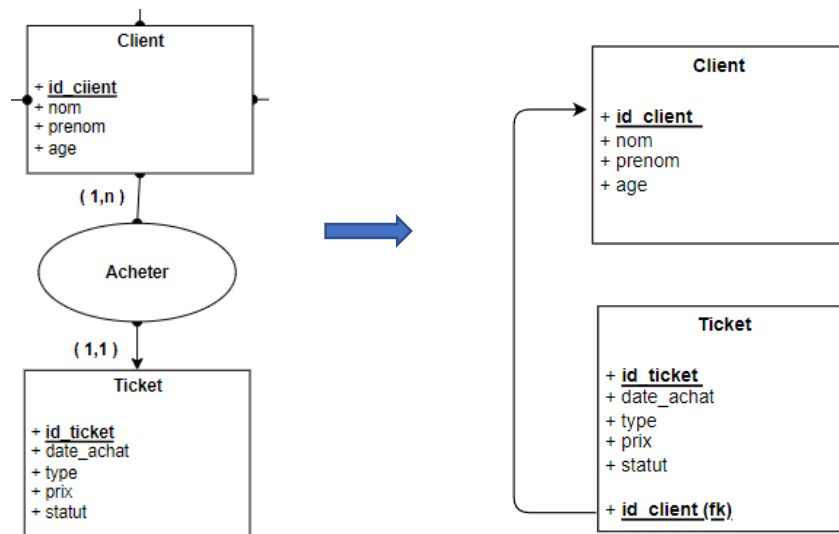 Client
+ id_ciient
+ nom
+ prenom
+ age
( 1,n )
Acheter
(1,1 )
Ticket
+ id_ticket
+ date_achat
+ type
+ prix
+ statut
Client
+ id_client
+ nom
+ prenom
+ age
Ticket
+ id_ticket
+ date_achat
+ type
+ prix
+ statut
+ id_client (fk)